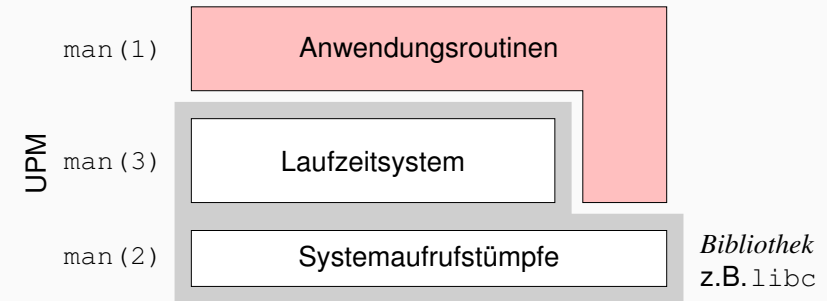 man(1) Anwendungsroutinen
UPM
man(3) Laufzeitsystem
man(2) Systemaufrufstümpfe
Bibliothek
z.B. libc